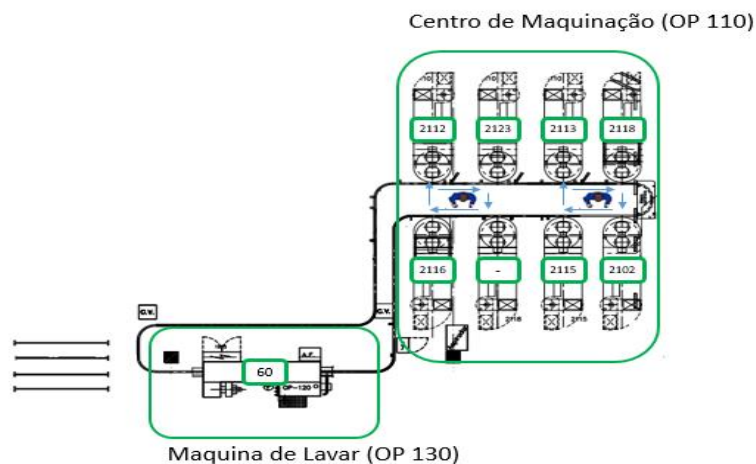 Centro de Maquinação (OP 110)
2112
2123
2113
2118
2116
-
2115
2102
2115
G.V.
G.V.
A.F.
60
OP-120
Maquina de Lavar (OP 130)